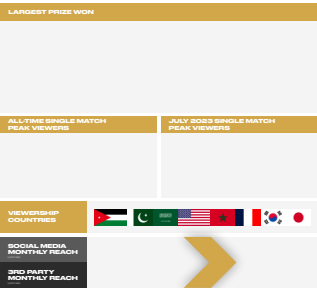 LARGEST PRIZE WON
ALL-TIME SINGLE MATCH
PEAK VIEWERS
JULY 2023 SINGLE MATCH
PEAK VIEWERS
VIEWERSHIP
COUNTRIES
SOCIAL MEDIA
MONTHLY REACH
3RD PARTY
MONTHLY REACH